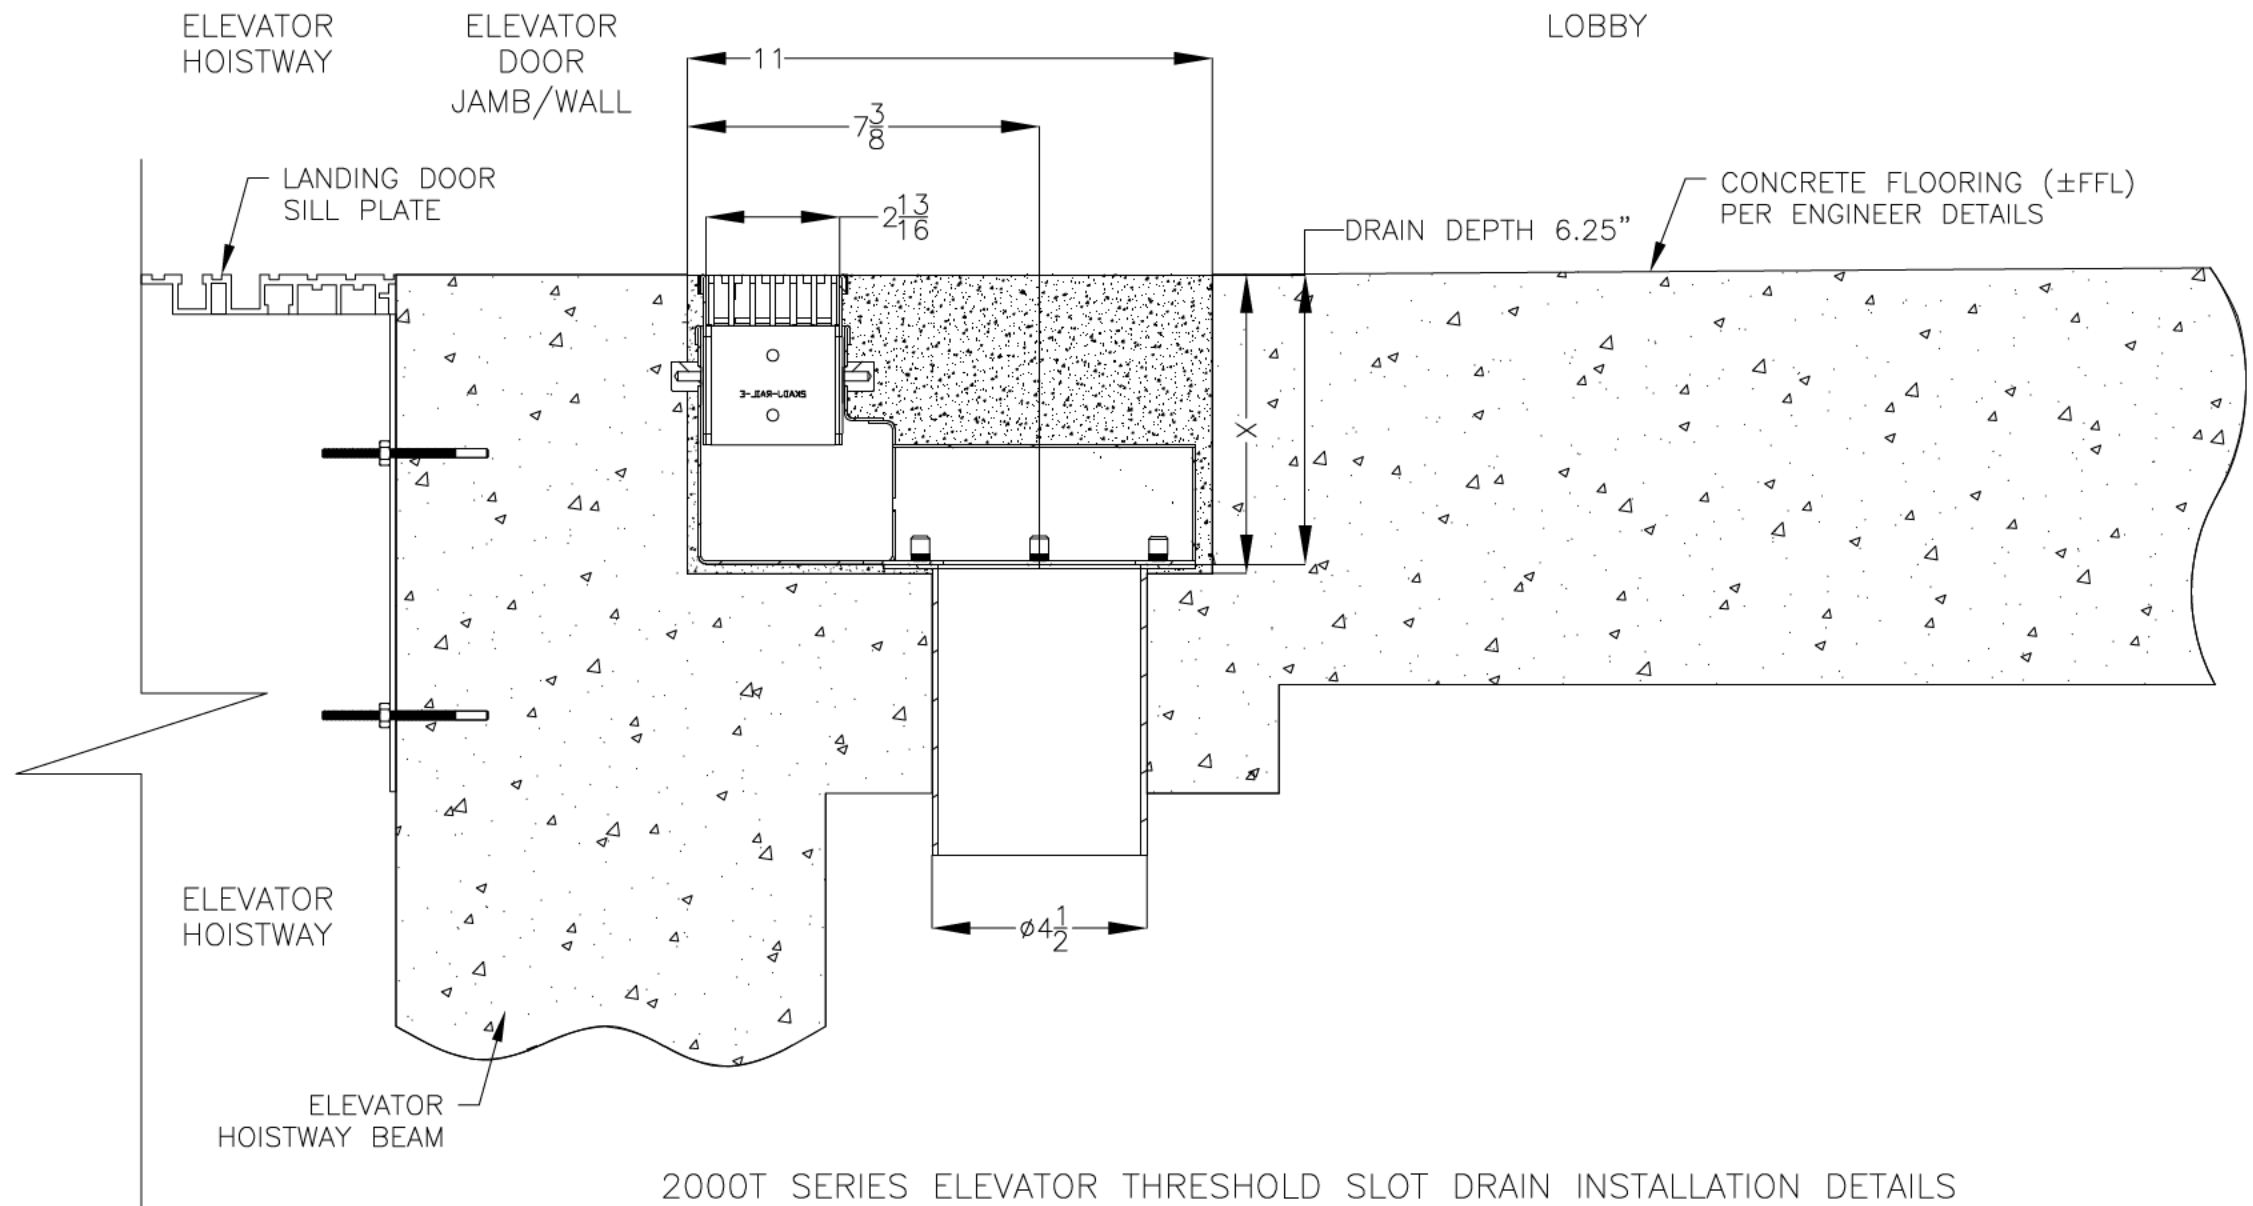 ELEVATOR
HOISTWAY
ELEVATOR
DOOR
JAMB/WALL
LOBBY
11
7 3/8
2 13/16
LANDING DOOR
SILL PLATE
CONCRETE FLOORING (±FFL)
PER ENGINEER DETAILS
DRAIN DEPTH 6.25"
X
ø4 1/2
ELEVATOR
HOISTWAY
ELEVATOR
HOISTWAY BEAM
2000T SERIES ELEVATOR THRESHOLD SLOT DRAIN INSTALLATION DETAILS